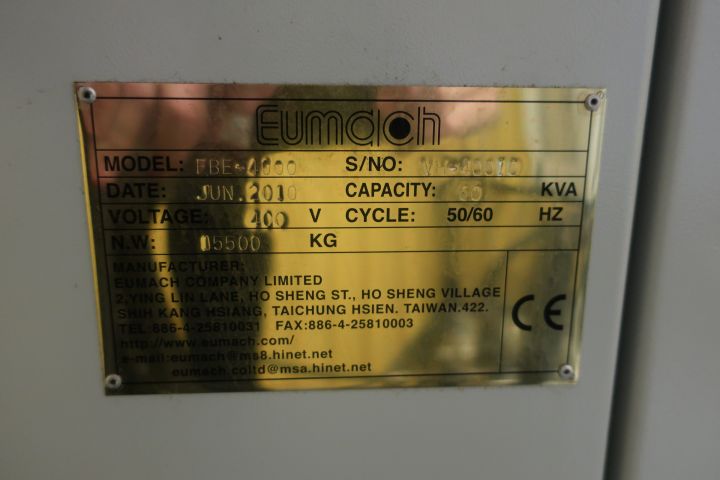 Eumach
MODEL: FBE-4000 S/NO:
DATE: JUN.2010 CAPACITY: 60 KVA
VOLTAGE: 400 V CYCLE: 50/60 HZ
N.W: 15500 KG
MANUFACTURER:
EUMACH COMPANY LIMITED
2,YING LIN LANE, HO SHENG ST., HO SHENG VILLAGE
SHIH KANG HSIANG, TAICHUNG HSIEN. TAIWAN.422.
TEL:886-4-25810031 FAX:886-4-25810003
http://www.eumach.com/
e-mail:eumach@ms8.hinet.net
eumach.coltd@msa.hinet.net
CE